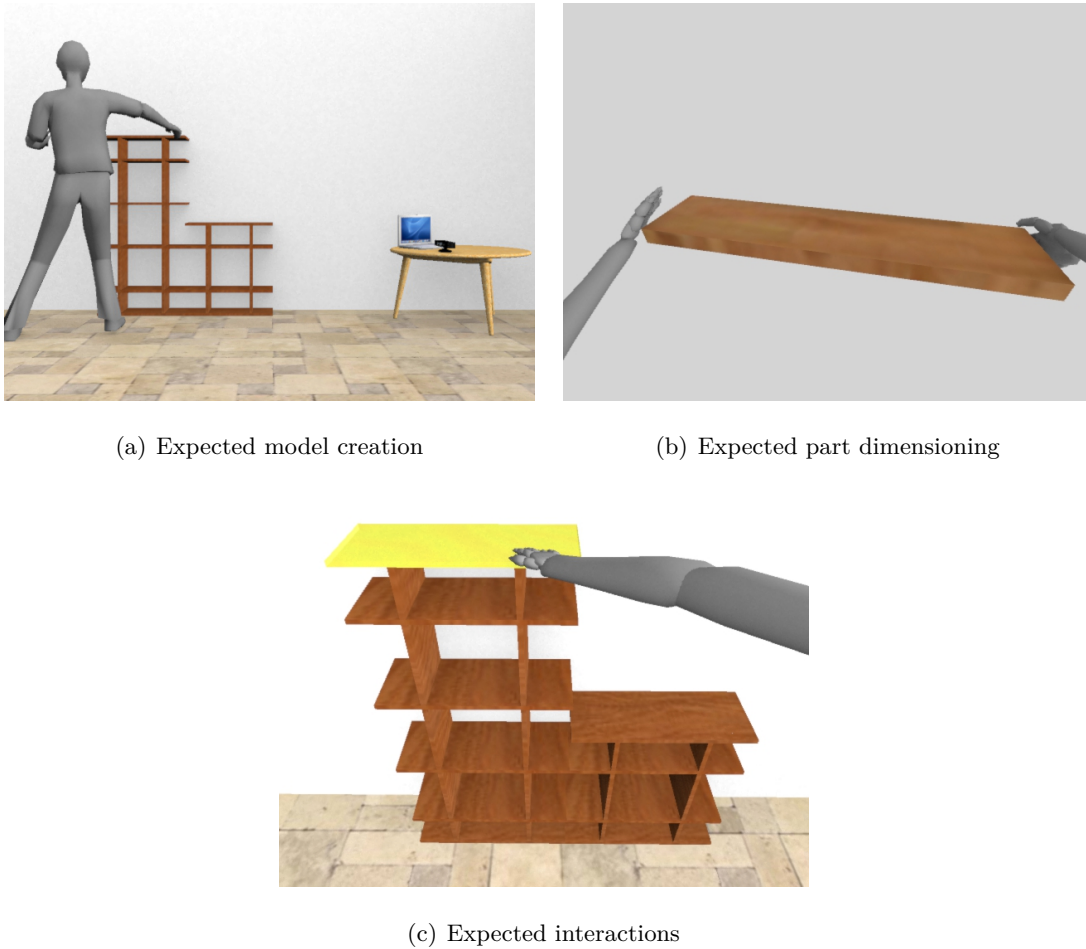 (a) Expected model creation
(b) Expected part dimensioning
(c) Expected interactions